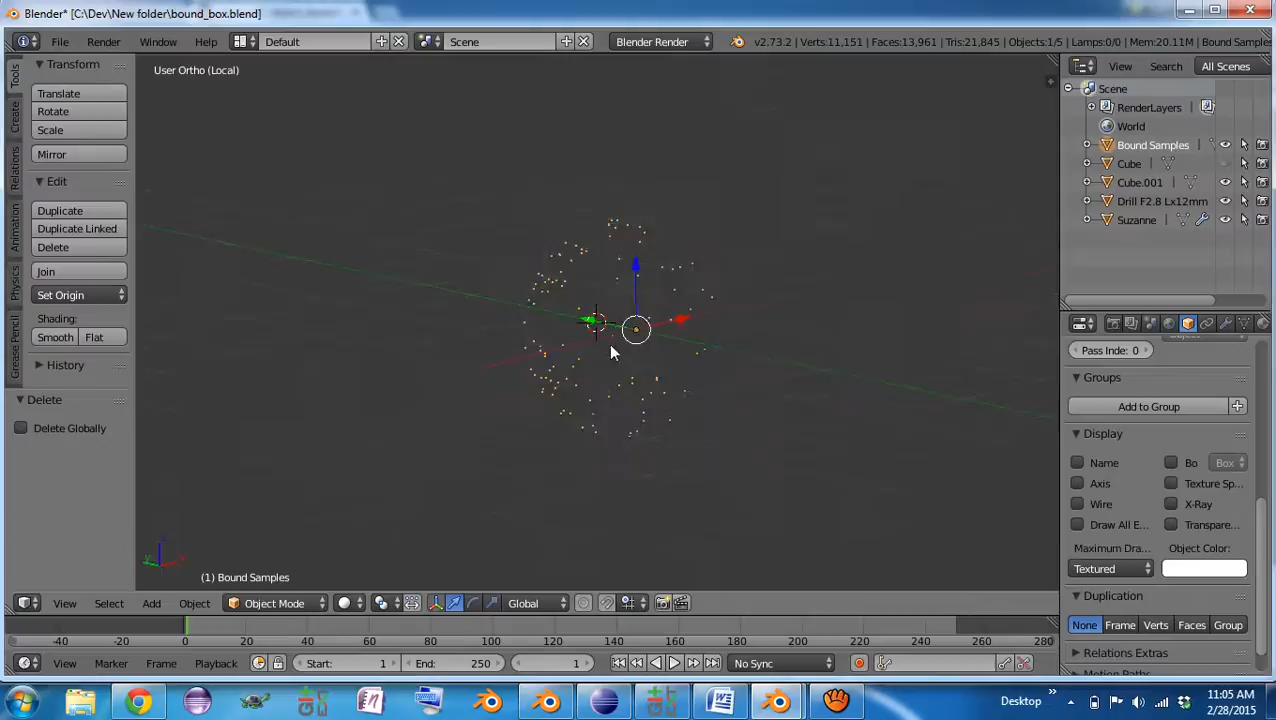 Blender* [C:\Dev\New folder\bound_box.blend]
File Render Window Help Default Scene Blender Render v2.73.2 | Verts:11,151 | Faces:13,961 | Tris:21,845 | Objects:1/5 | Lamps:0/0 | Mem:20.11M | Bound Samples
View Search All Scenes
Tools
Create
Relations
Animation
Physics
Grease Pencil
Transform
Translate
Rotate
Scale
Mirror
Edit
Duplicate
Duplicate Linked
Delete
Join
Set Origin
Shading:
Smooth Flat
History
Delete
Delete Globally
User Ortho (Local)
(1) Bound Samples
Scene
RenderLayers
World
Bound Samples
Cube
Cube.001
Drill F2.8 Lx12mm
Suzanne
Pass Inde: 0
Groups
Add to Group
Display
Name Bo Box
Axis Texture Sp...
Wire X-Ray
Draw All E... Transpare...
Maximum Dra... Object Color:
Textured
Duplication
None Frame Verts Faces Group
Relations Extras
View Select Add Object Object Mode Global
-40 -20 0 20 40 60 80 100 120 140 160 180 200 220 240 260 280
View Marker Frame Playback Start: 1 End: 250 1 No Sync
Desktop
11:05 AM
2/28/2015